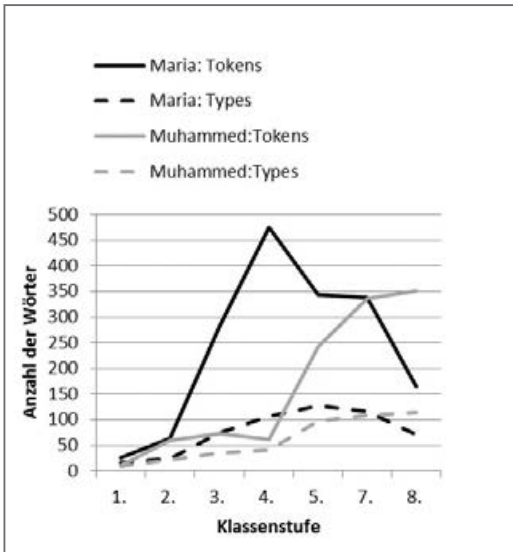 Maria: Tokens
Maria: Types
Muhammed:Tokens
Muhammed:Types
500
450
400
350
300
250
200
150
100
50
0
Anzahl der Wörter
1. 2. 3. 4. 5. 7. 8.
Klassenstufe